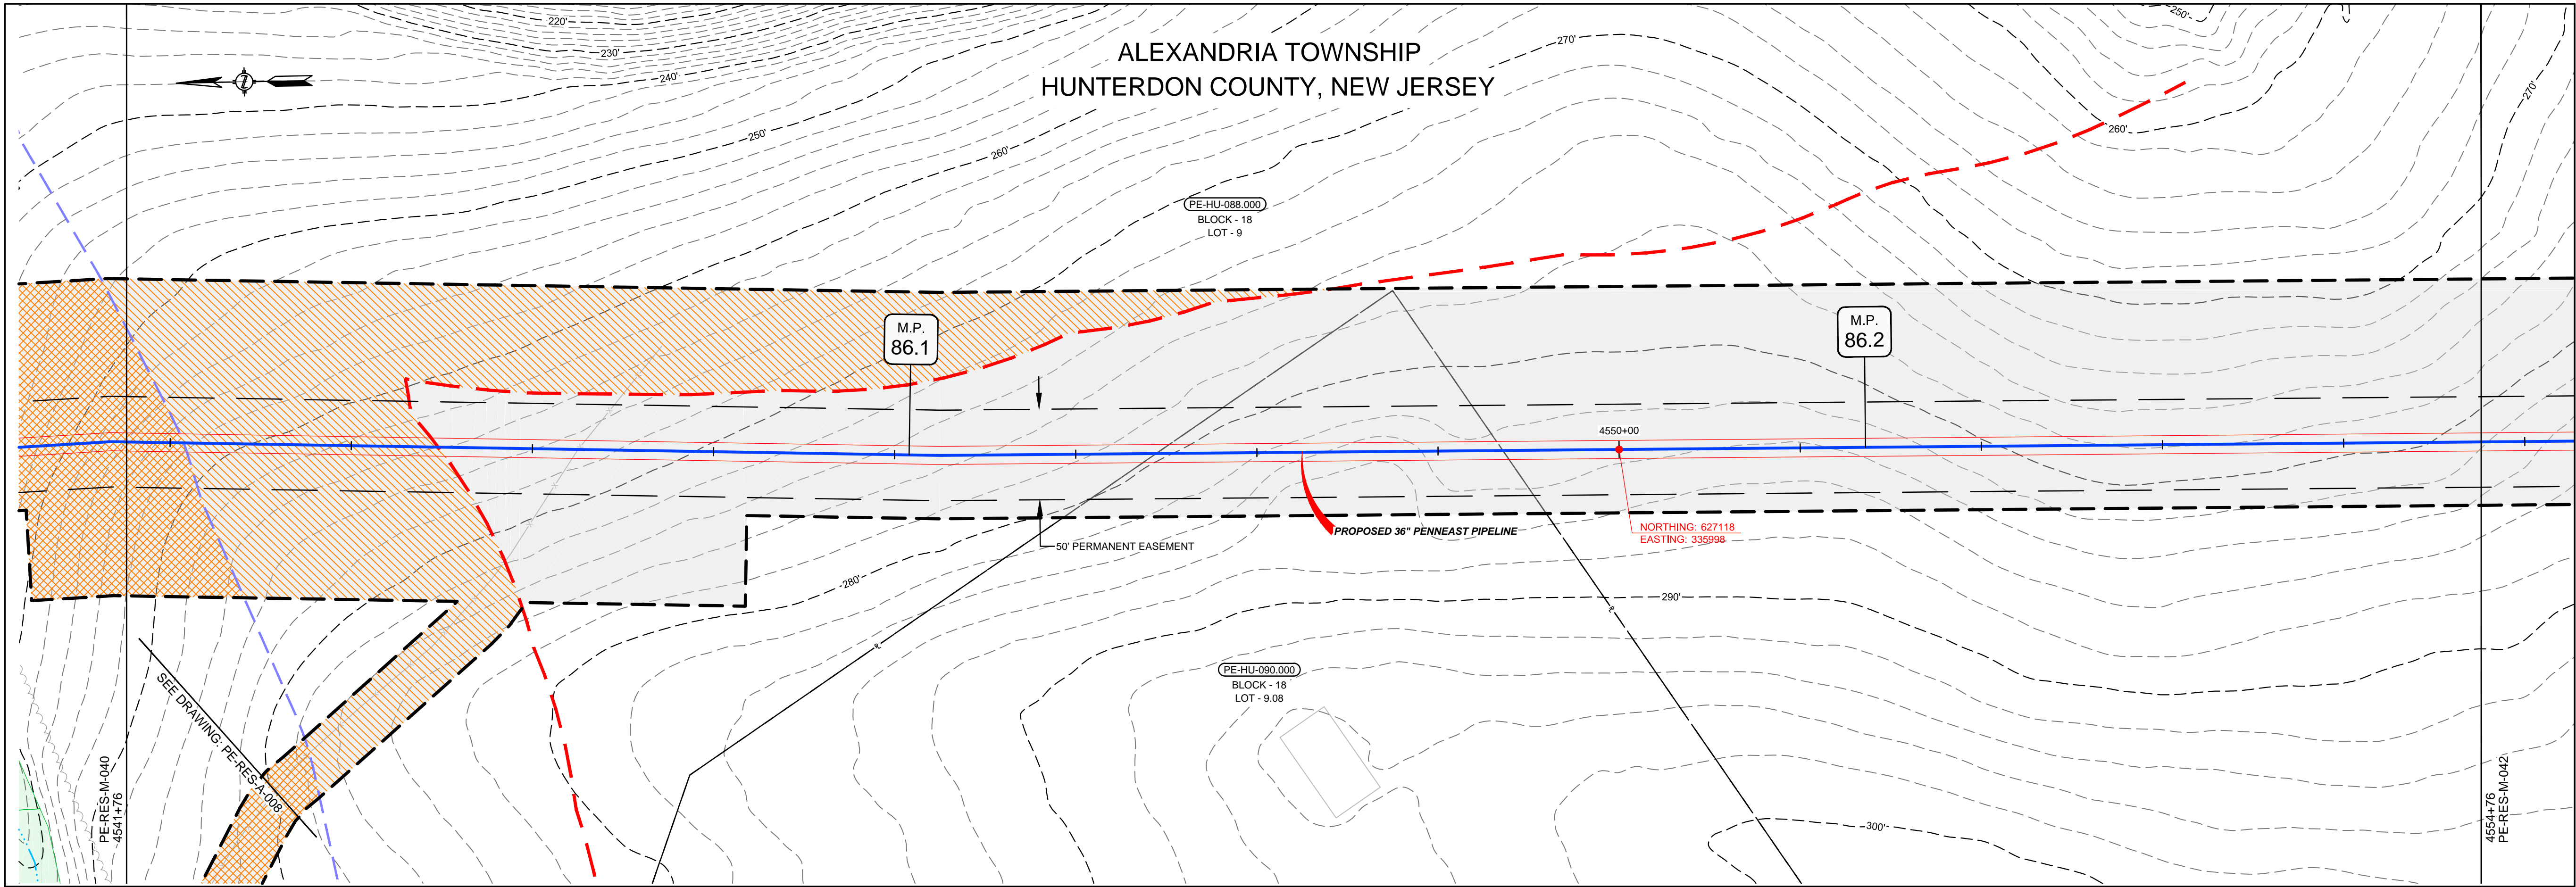 ALEXANDRIA TOWNSHIP
HUNTERDON COUNTY, NEW JERSEY
220'
230'
240'
250'
260'
270'
250'
260'
270'
Z
PE-HU-088.000
BLOCK - 18
LOT - 9
M.P.
86.1
M.P.
86.2
4550+00
NORTHING: 627118
EASTING: 335998
PROPOSED 36" PENNEAST PIPELINE
50' PERMANENT EASEMENT
280'
290'
300'
PE-HU-090.000
BLOCK - 18
LOT - 9.08
SEE DRAWING: PE-RES-A-008
PE-RES-M-040
4541+76
4554+76
PE-RES-M-042